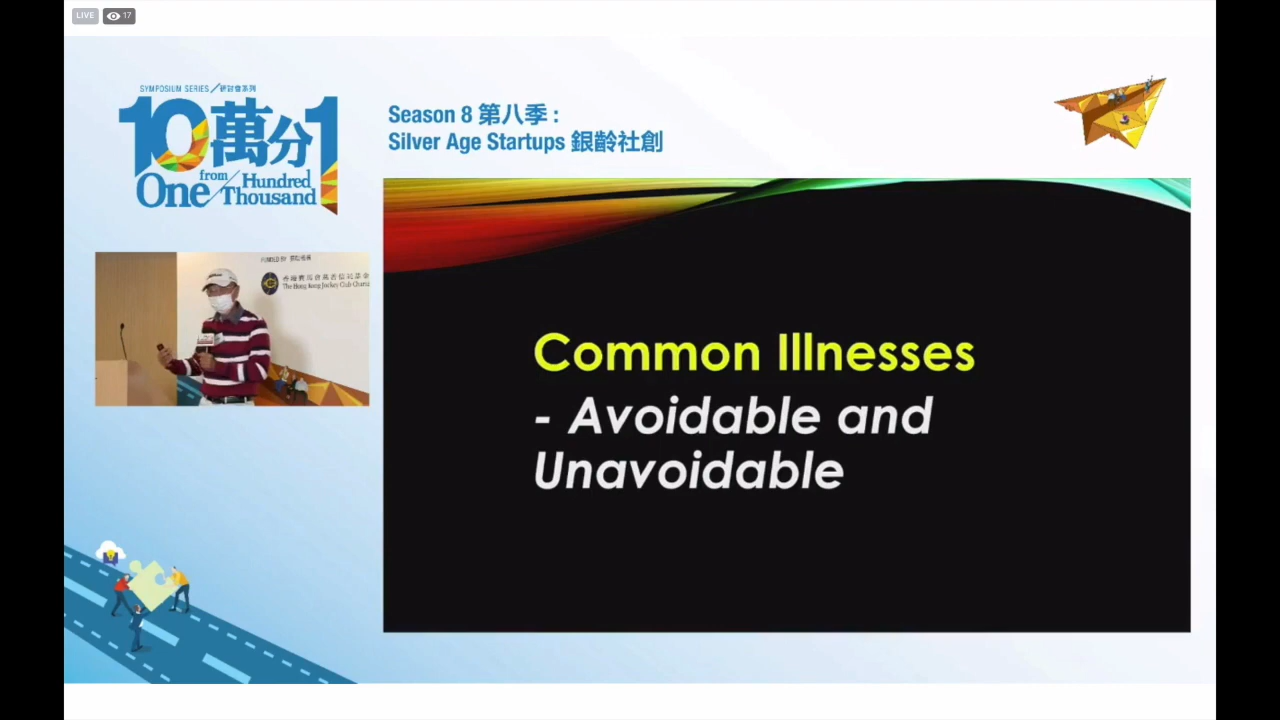 LIVE 17
SYMPOSIUM SERIES/研討會系列
10萬分1
from
One/Hundred Thousand
Season 8 第八季 :
Silver Age Startups 銀齡社創
香港賽馬會慈善信託基金
The Hong Kong Jockey Club Charit
Common Illnesses
- Avoidable and
Unavoidable